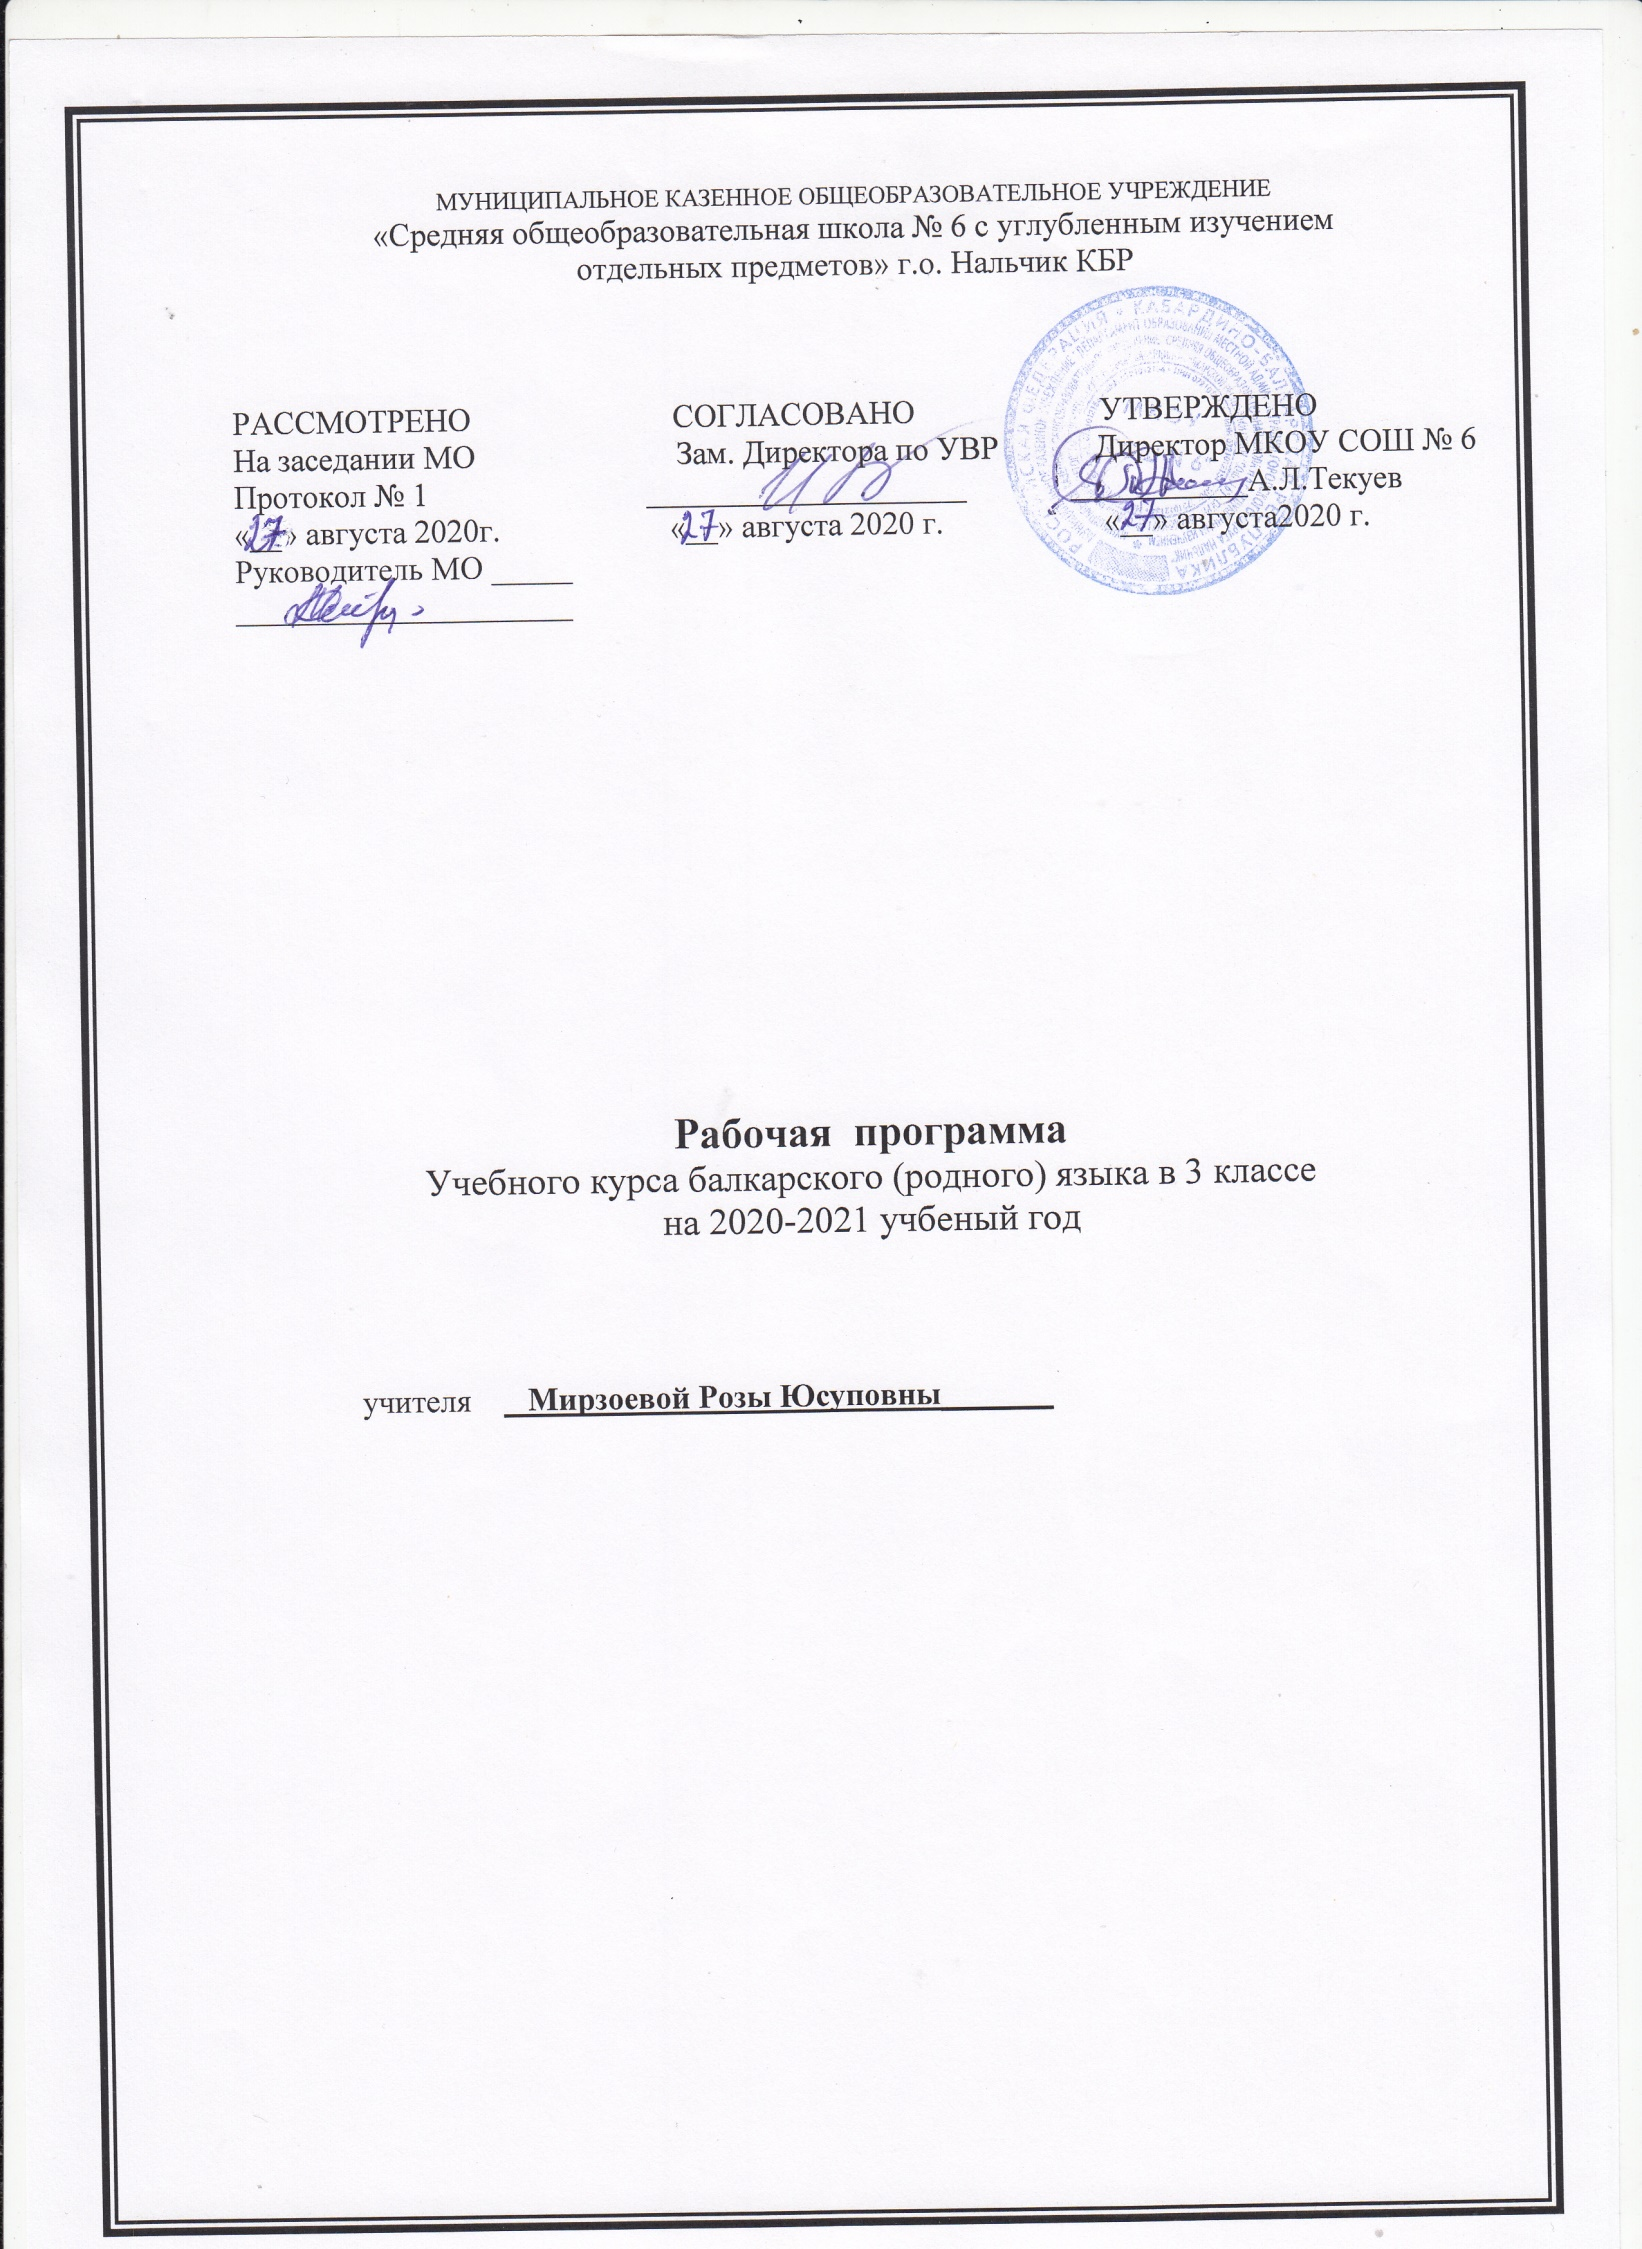 МУНИЦИПАЛЬНОЕ КАЗЕННОЕ ОБЩЕОБРАЗОВАТЕЛЬНОЕ УЧРЕЖДЕНИЕ
«Средняя общеобразовательная школа № 6 с углубленным изучением
отдельных предметов» г.о. Нальчик КБР
РАССМОТРЕНО
На заседании МО
Протокол № 1
«27» августа 2020г.
Руководитель МО ______
СОГЛАСОВАНО
Зам. Директора по УВР
«27» августа 2020 г.
УТВЕРЖДЕНО
Директор МКОУ СОШ № 6
А.Л.Текуев
«27» августа2020 г.
Рабочая программа
Учебного курса балкарского (родного) языка в 3 классе
на 2020-2021 учбеный год
учителя Мирзоевой Розы Юсуповны